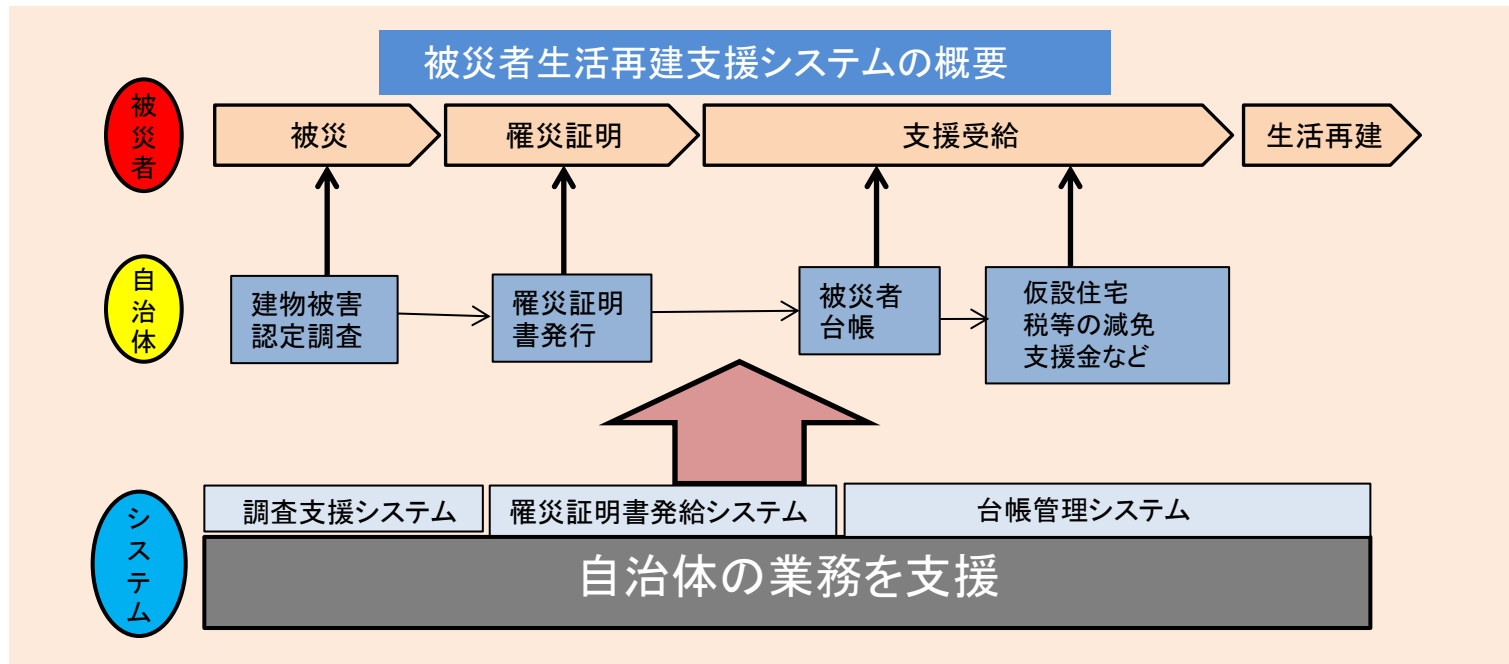 被災者生活再建支援システムの概要
被災者
被災
罹災証明
支援受給
生活再建
自治体
建物被害
認定調査
罹災証明
書発行
被災者
台帳
仮設住宅
税等の減免
支援金など
システム
調査支援システム
罹災証明書発給システム
台帳管理システム
自治体の業務を支援